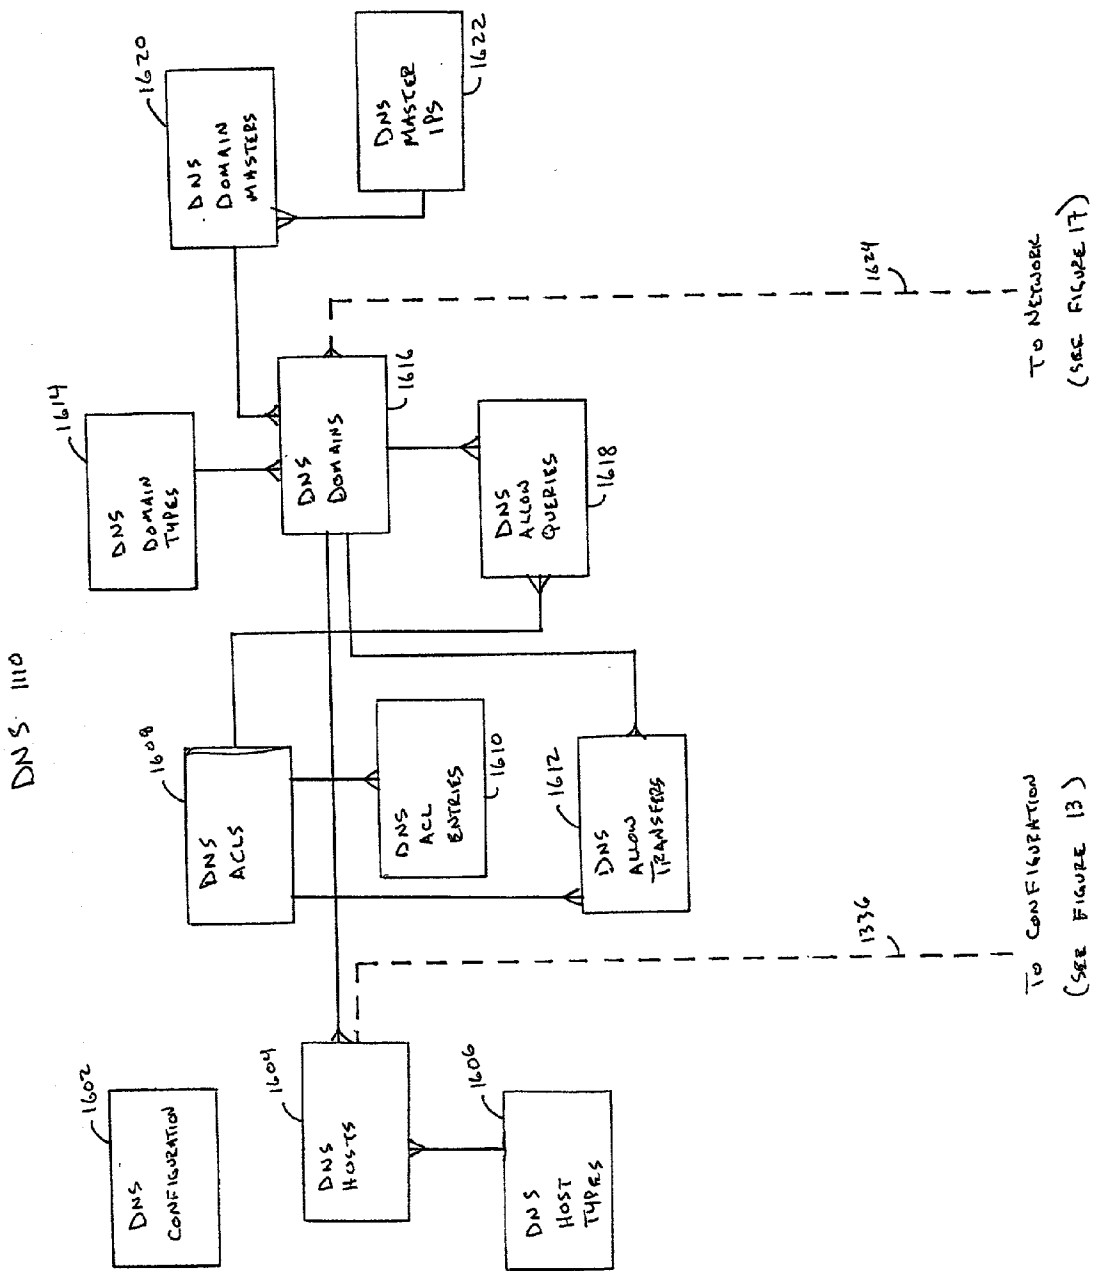 DNS 1110
1602
DNS
CONFIGURATION
1604
DNS
HOSTS
1606
DNS
HOST
TYPES
1608
DNS
ACLS
1610
DNS
ACL
ENTRIES
1612
DNS
ALLOW
TRANSFERS
1614
DNS
DOMAIN
TYPES
1616
DNS
DOMAINS
1618
DNS
ALLOW
QUERIES
1620
DNS
DOMAIN
MASTERS
1622
DNS
MASTER
IPS
1336
TO CONFIGURATION
(SEE FIGURE 13)
1624
TO NETWORK
(SEE FIGURE 17)